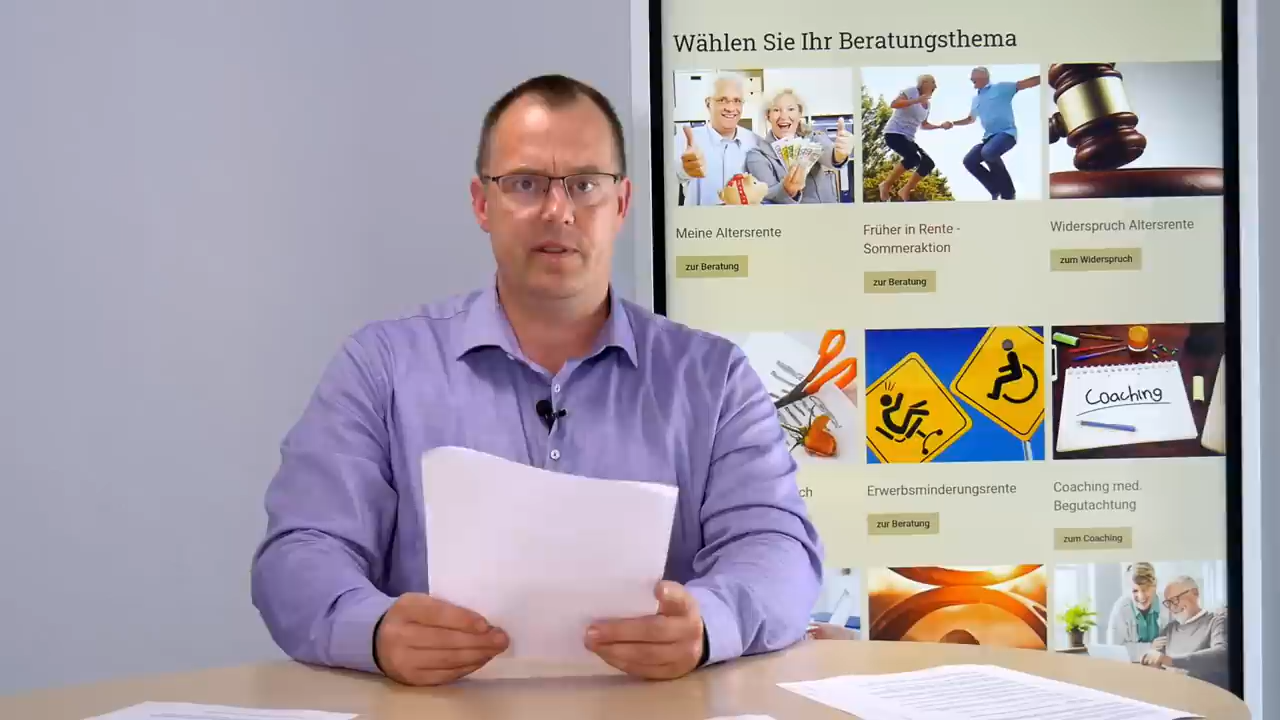 Wählen Sie Ihr Beratungsthema
Meine Altersrente
zur Beratung
Früher in Rente -
Sommeraktion
zur Beratung
Widerspruch Altersrente
zum Widerspruch
Coaching
ch
Erwerbsminderungsrente
zur Beratung
Coaching med.
Begutachtung
zum Coaching